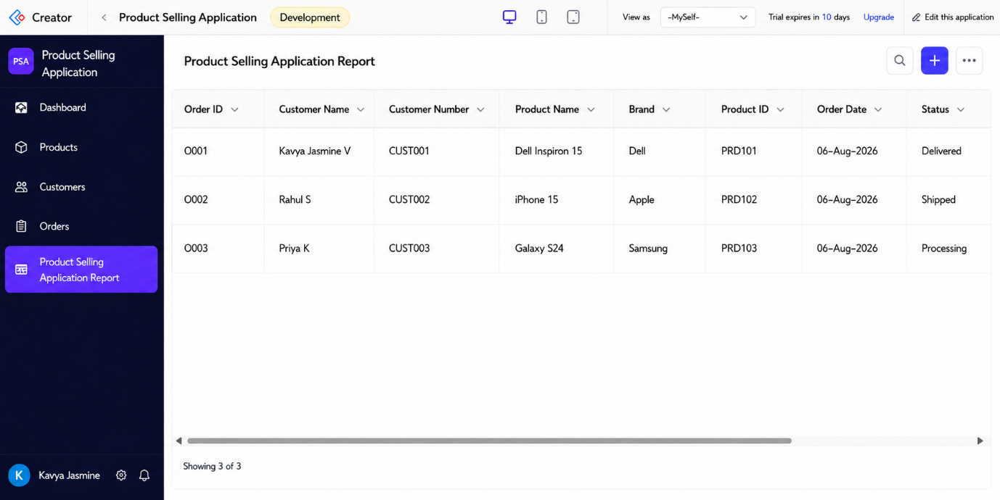 Creator
Product Selling Application
Development
View as
-MySelf-
Trial expires in 10 days
Upgrade
Edit this application
PSA
Product Selling
Application
Dashboard
Products
Customers
Orders
Product Selling
Application Report
K
Kavya Jasmine
Product Selling Application Report
Order ID Customer Name Customer Number Product Name Brand Product ID Order Date Status
O001 Kavya Jasmine V CUST001 Dell Inspiron 15 Dell PRD101 06-Aug-2026 Delivered
O002 Rahul S CUST002 iPhone 15 Apple PRD102 06-Aug-2026 Shipped
O003 Priya K CUST003 Galaxy S24 Samsung PRD103 06-Aug-2026 Processing
Showing 3 of 3